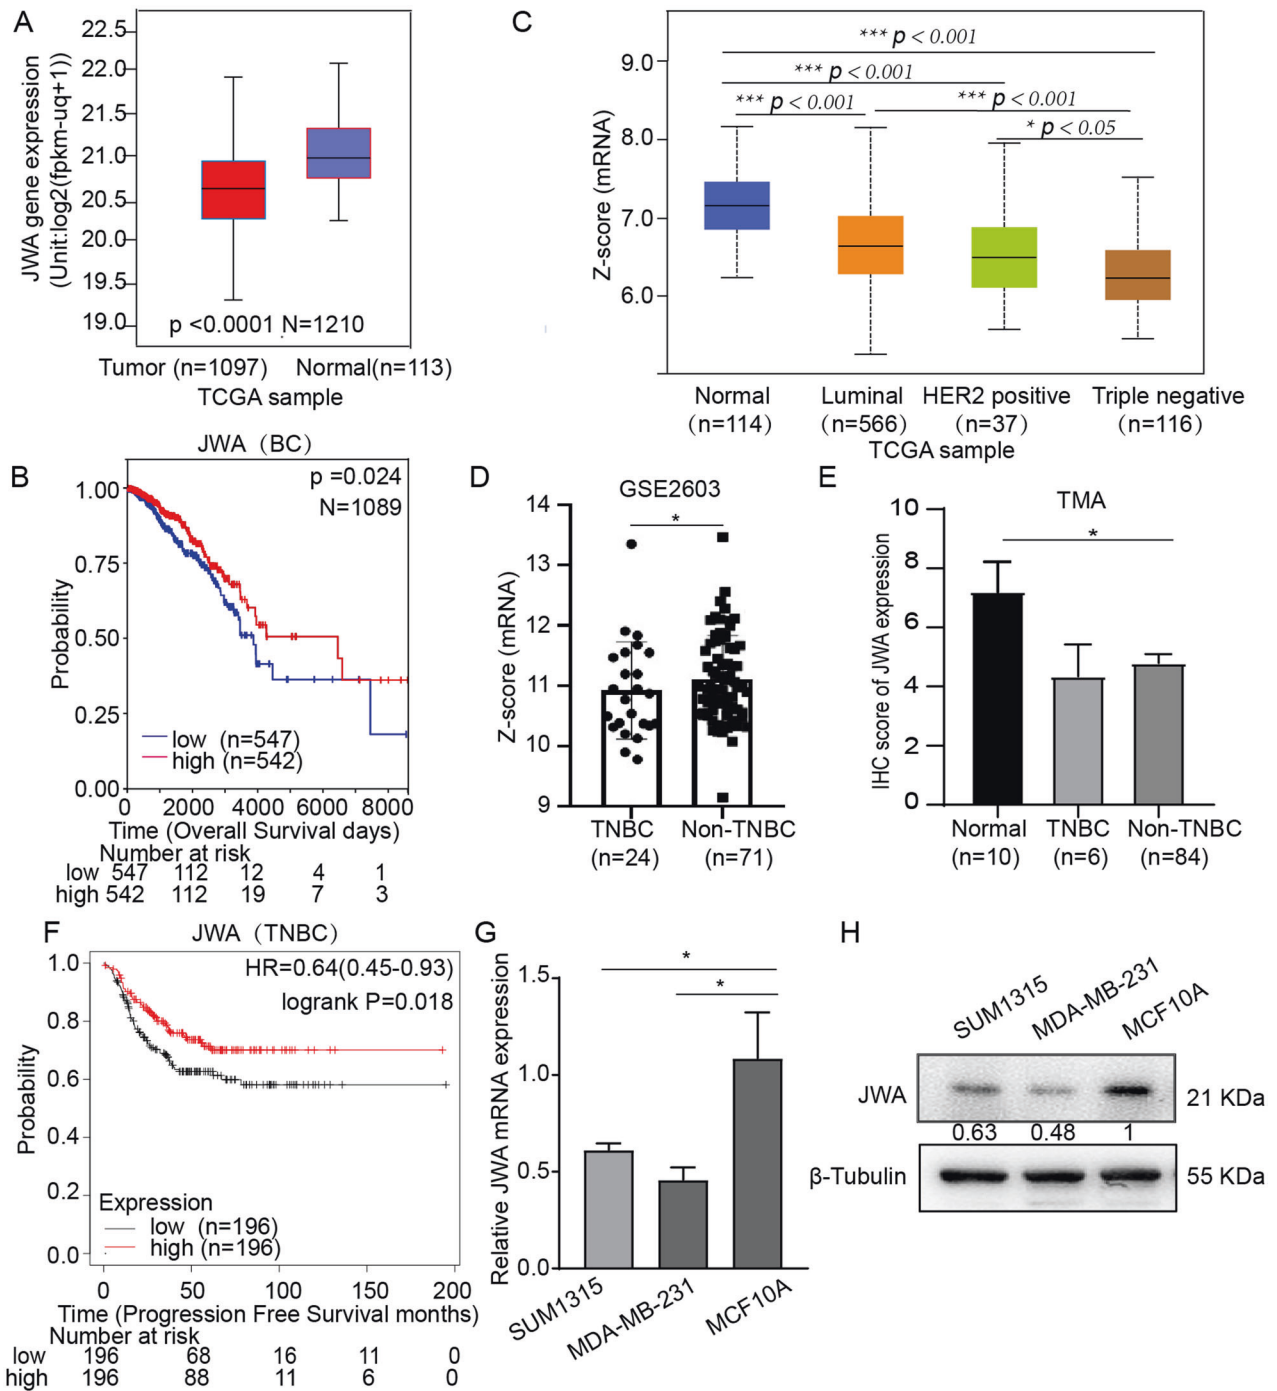 A
JWA gene expression
(Unit:log2(fpkm-uq+1))
22.5
22.0
21.5
21.0
20.5
20.0
19.5
19.0
p <0.0001 N=1210
Tumor (n=1097) Normal(n=113)
TCGA sample
C
Z-score (mRNA)
9.0
8.0
7.0
6.0
*** p < 0.001
*** p < 0.001
*** p < 0.001
*** p < 0.001
* p < 0.05
Normal Luminal HER2 positive Triple negative
(n=114) (n=566) (n=37) (n=116)
TCGA sample
B
JWA (BC)
p =0.024
N=1089
Probability
1.00
0.75
0.50
0.25
0.00
low (n=547)
high (n=542)
0 2000 4000 6000 8000
Time (Overall Survival days)
Number at risk
low 547 112 12 4 1
high 542 112 19 7 3
D
GSE2603
*
Z-score (mRNA)
14
13
12
11
10
9
TNBC Non-TNBC
(n=24) (n=71)
E
TMA
*
IHC score of JWA expression
10
8
6
4
2
0
Normal TNBC Non-TNBC
(n=10) (n=6) (n=84)
F
JWA (TNBC)
HR=0.64(0.45-0.93)
logrank P=0.018
Probability
1.0
0.8
0.6
0.4
0.2
0.0
Expression
low (n=196)
high (n=196)
0 50 100 150 200
Time (Progression Free Survival months)
Number at risk
low 196 68 16 11 0
high 196 88 11 6 0
G
*
*
Relative JWA mRNA expression
1.5
1.0
0.5
0.0
SUM1315 MDA-MB-231 MCF10A
H
SUM1315 MDA-MB-231 MCF10A
JWA 21 KDa
0.63 0.48 1
β-Tubulin 55 KDa